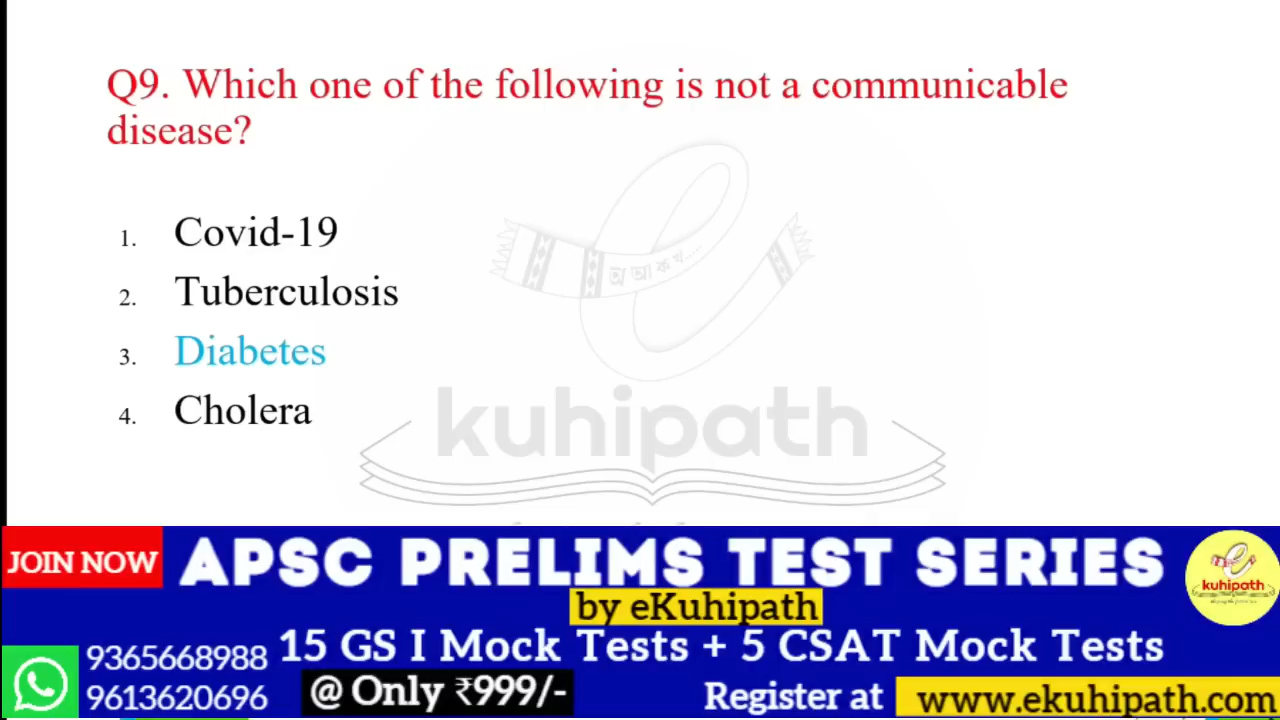 Q9. Which one of the following is not a communicable
disease?
1. Covid-19
2. Tuberculosis
3. Diabetes
4. Cholera
অ আ ক খ....
kuhipath
JOIN NOW
APSC PRELIMS TEST SERIES
by eKuhipath
kuhipath
15 GS I Mock Tests + 5 CSAT Mock Tests
9365668988
9613620696
@ Only ₹999/-
Register at www.ekuhipath.com